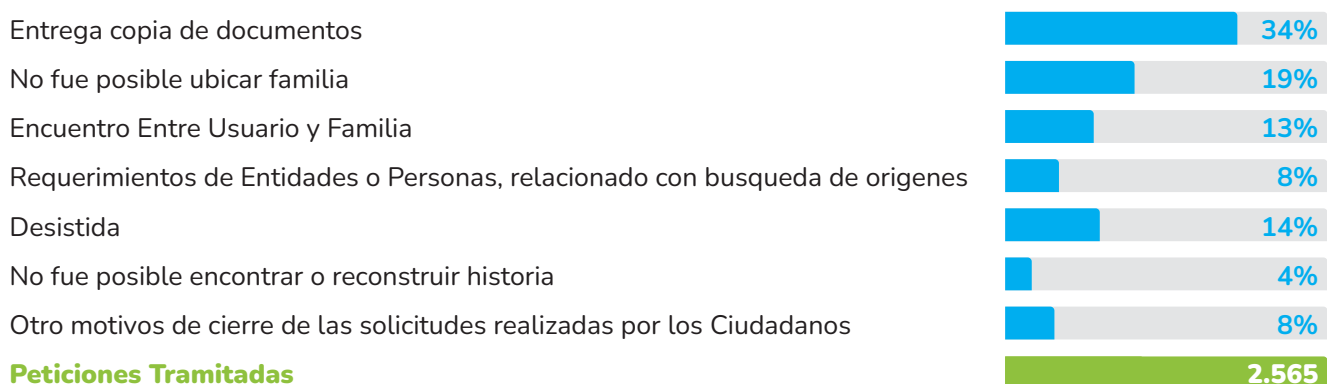 Entrega copia de documentos 34%
No fue posible ubicar familia 19%
Encuentro Entre Usuario y Familia 13%
Requerimientos de Entidades o Personas, relacionado con busqueda de origenes 8%
Desistida 14%
No fue posible encontrar o reconstruir historia 4%
Otro motivos de cierre de las solicitudes realizadas por los Ciudadanos 8%
Peticiones Tramitadas 2.565